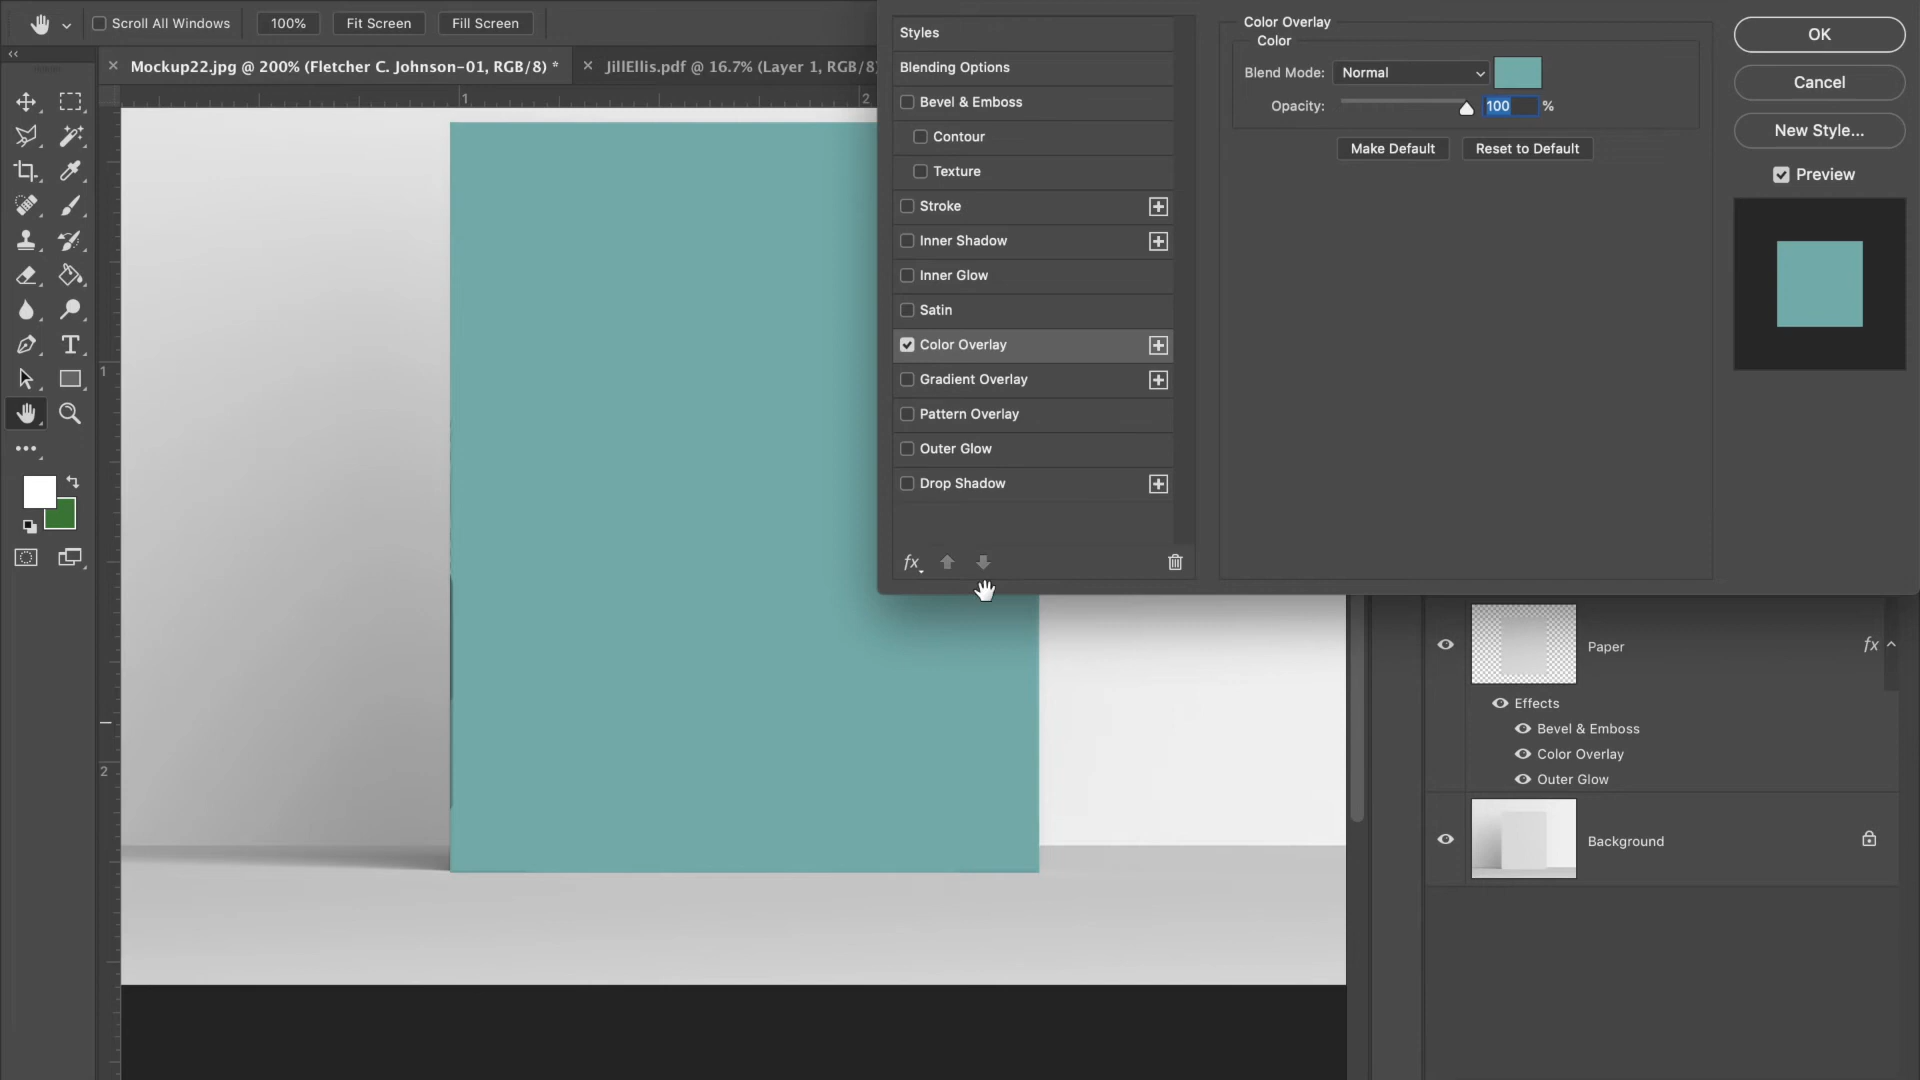 Scroll All Windows
100%
Fit Screen
Fill Screen
Mockup22.jpg @ 200% (Fletcher C. Johnson-01, RGB/8) *
JillEllis.pdf @ 16.7% (Layer 1, RGB/8)
1
2
1
2
T
Styles
Blending Options
Bevel & Emboss
Contour
Texture
Stroke
Inner Shadow
Inner Glow
Satin
Color Overlay
Gradient Overlay
Pattern Overlay
Outer Glow
Drop Shadow
fx
Color Overlay
Color
Blend Mode: Normal
Opacity: 100 %
Make Default
Reset to Default
OK
Cancel
New Style...
Preview
Paper
fx
Effects
Bevel & Emboss
Color Overlay
Outer Glow
Background